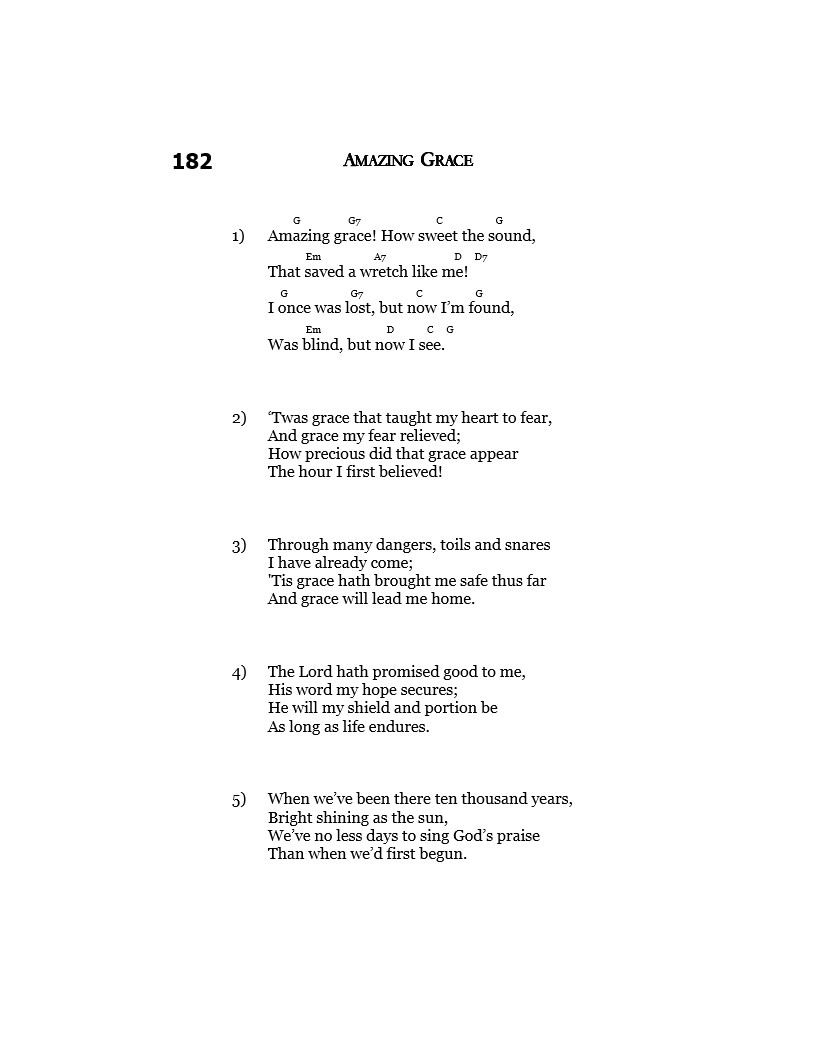 182 AMAZING GRACE
G G7 C G
1) Amazing grace! How sweet the sound,
Em A7 D D7
That saved a wretch like me!
G G7 C G
I once was lost, but now I’m found,
Em D C G
Was blind, but now I see.
2) ‘Twas grace that taught my heart to fear,
And grace my fear relieved;
How precious did that grace appear
The hour I first believed!
3) Through many dangers, toils and snares
I have already come;
'Tis grace hath brought me safe thus far
And grace will lead me home.
4) The Lord hath promised good to me,
His word my hope secures;
He will my shield and portion be
As long as life endures.
5) When we’ve been there ten thousand years,
Bright shining as the sun,
We’ve no less days to sing God’s praise
Than when we’d first begun.